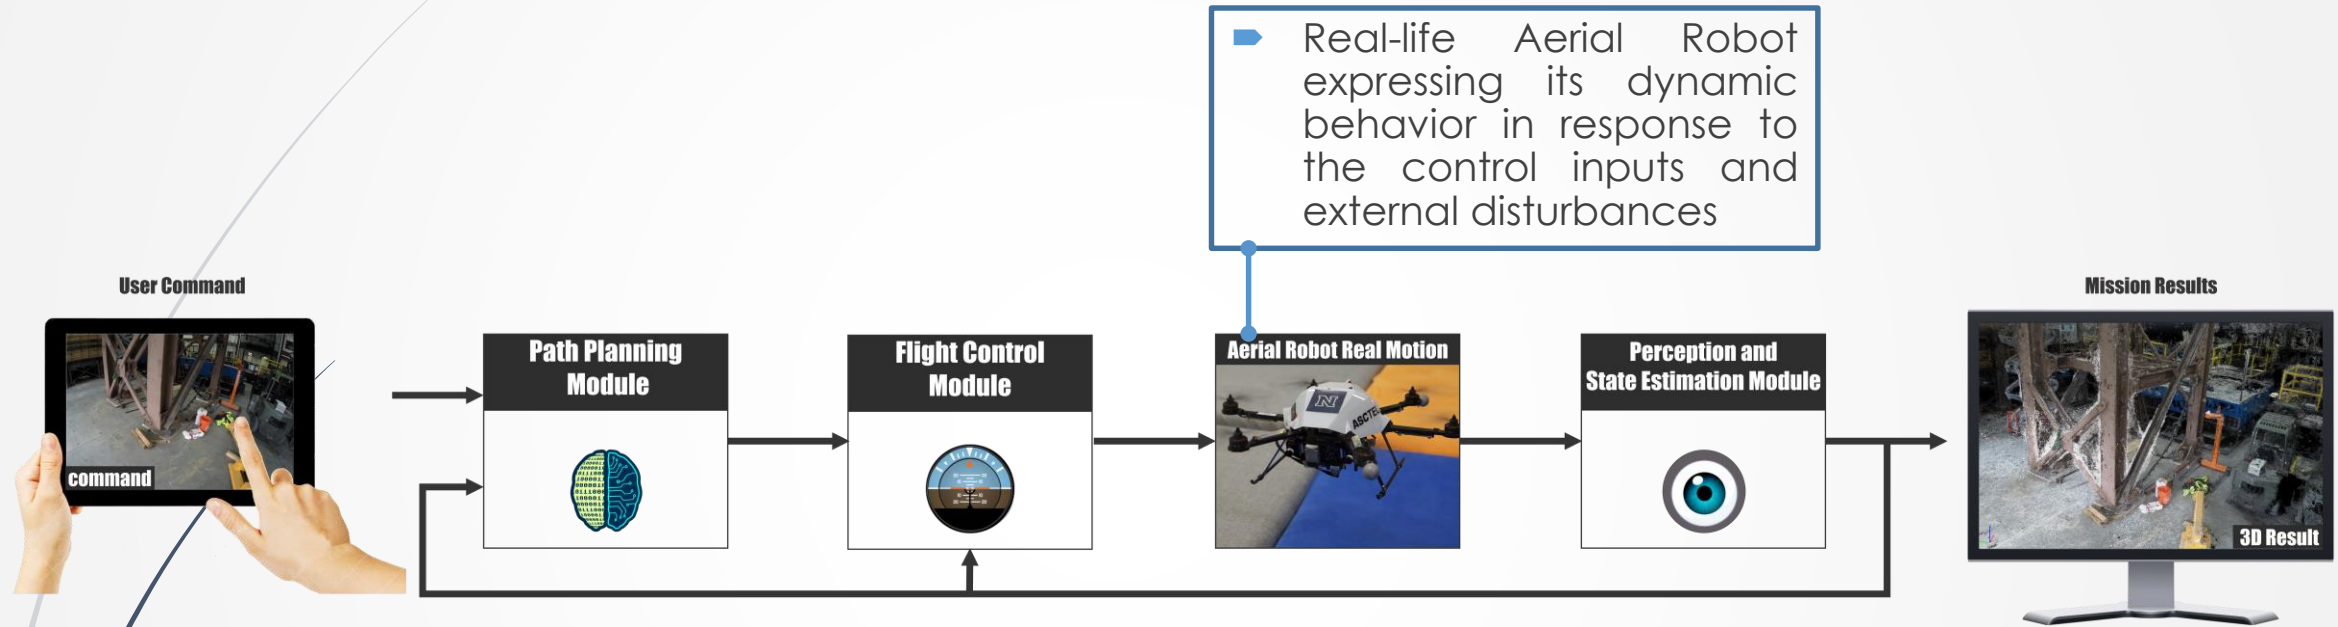 Real-life Aerial Robot
expressing its dynamic
behavior in response to
the control inputs and
external disturbances
User Command
Mission Results
command
Path Planning
Module
Flight Control
Module
Aerial Robot Real Motion
N
ASCTEC
Perception and
State Estimation Module
3D Result